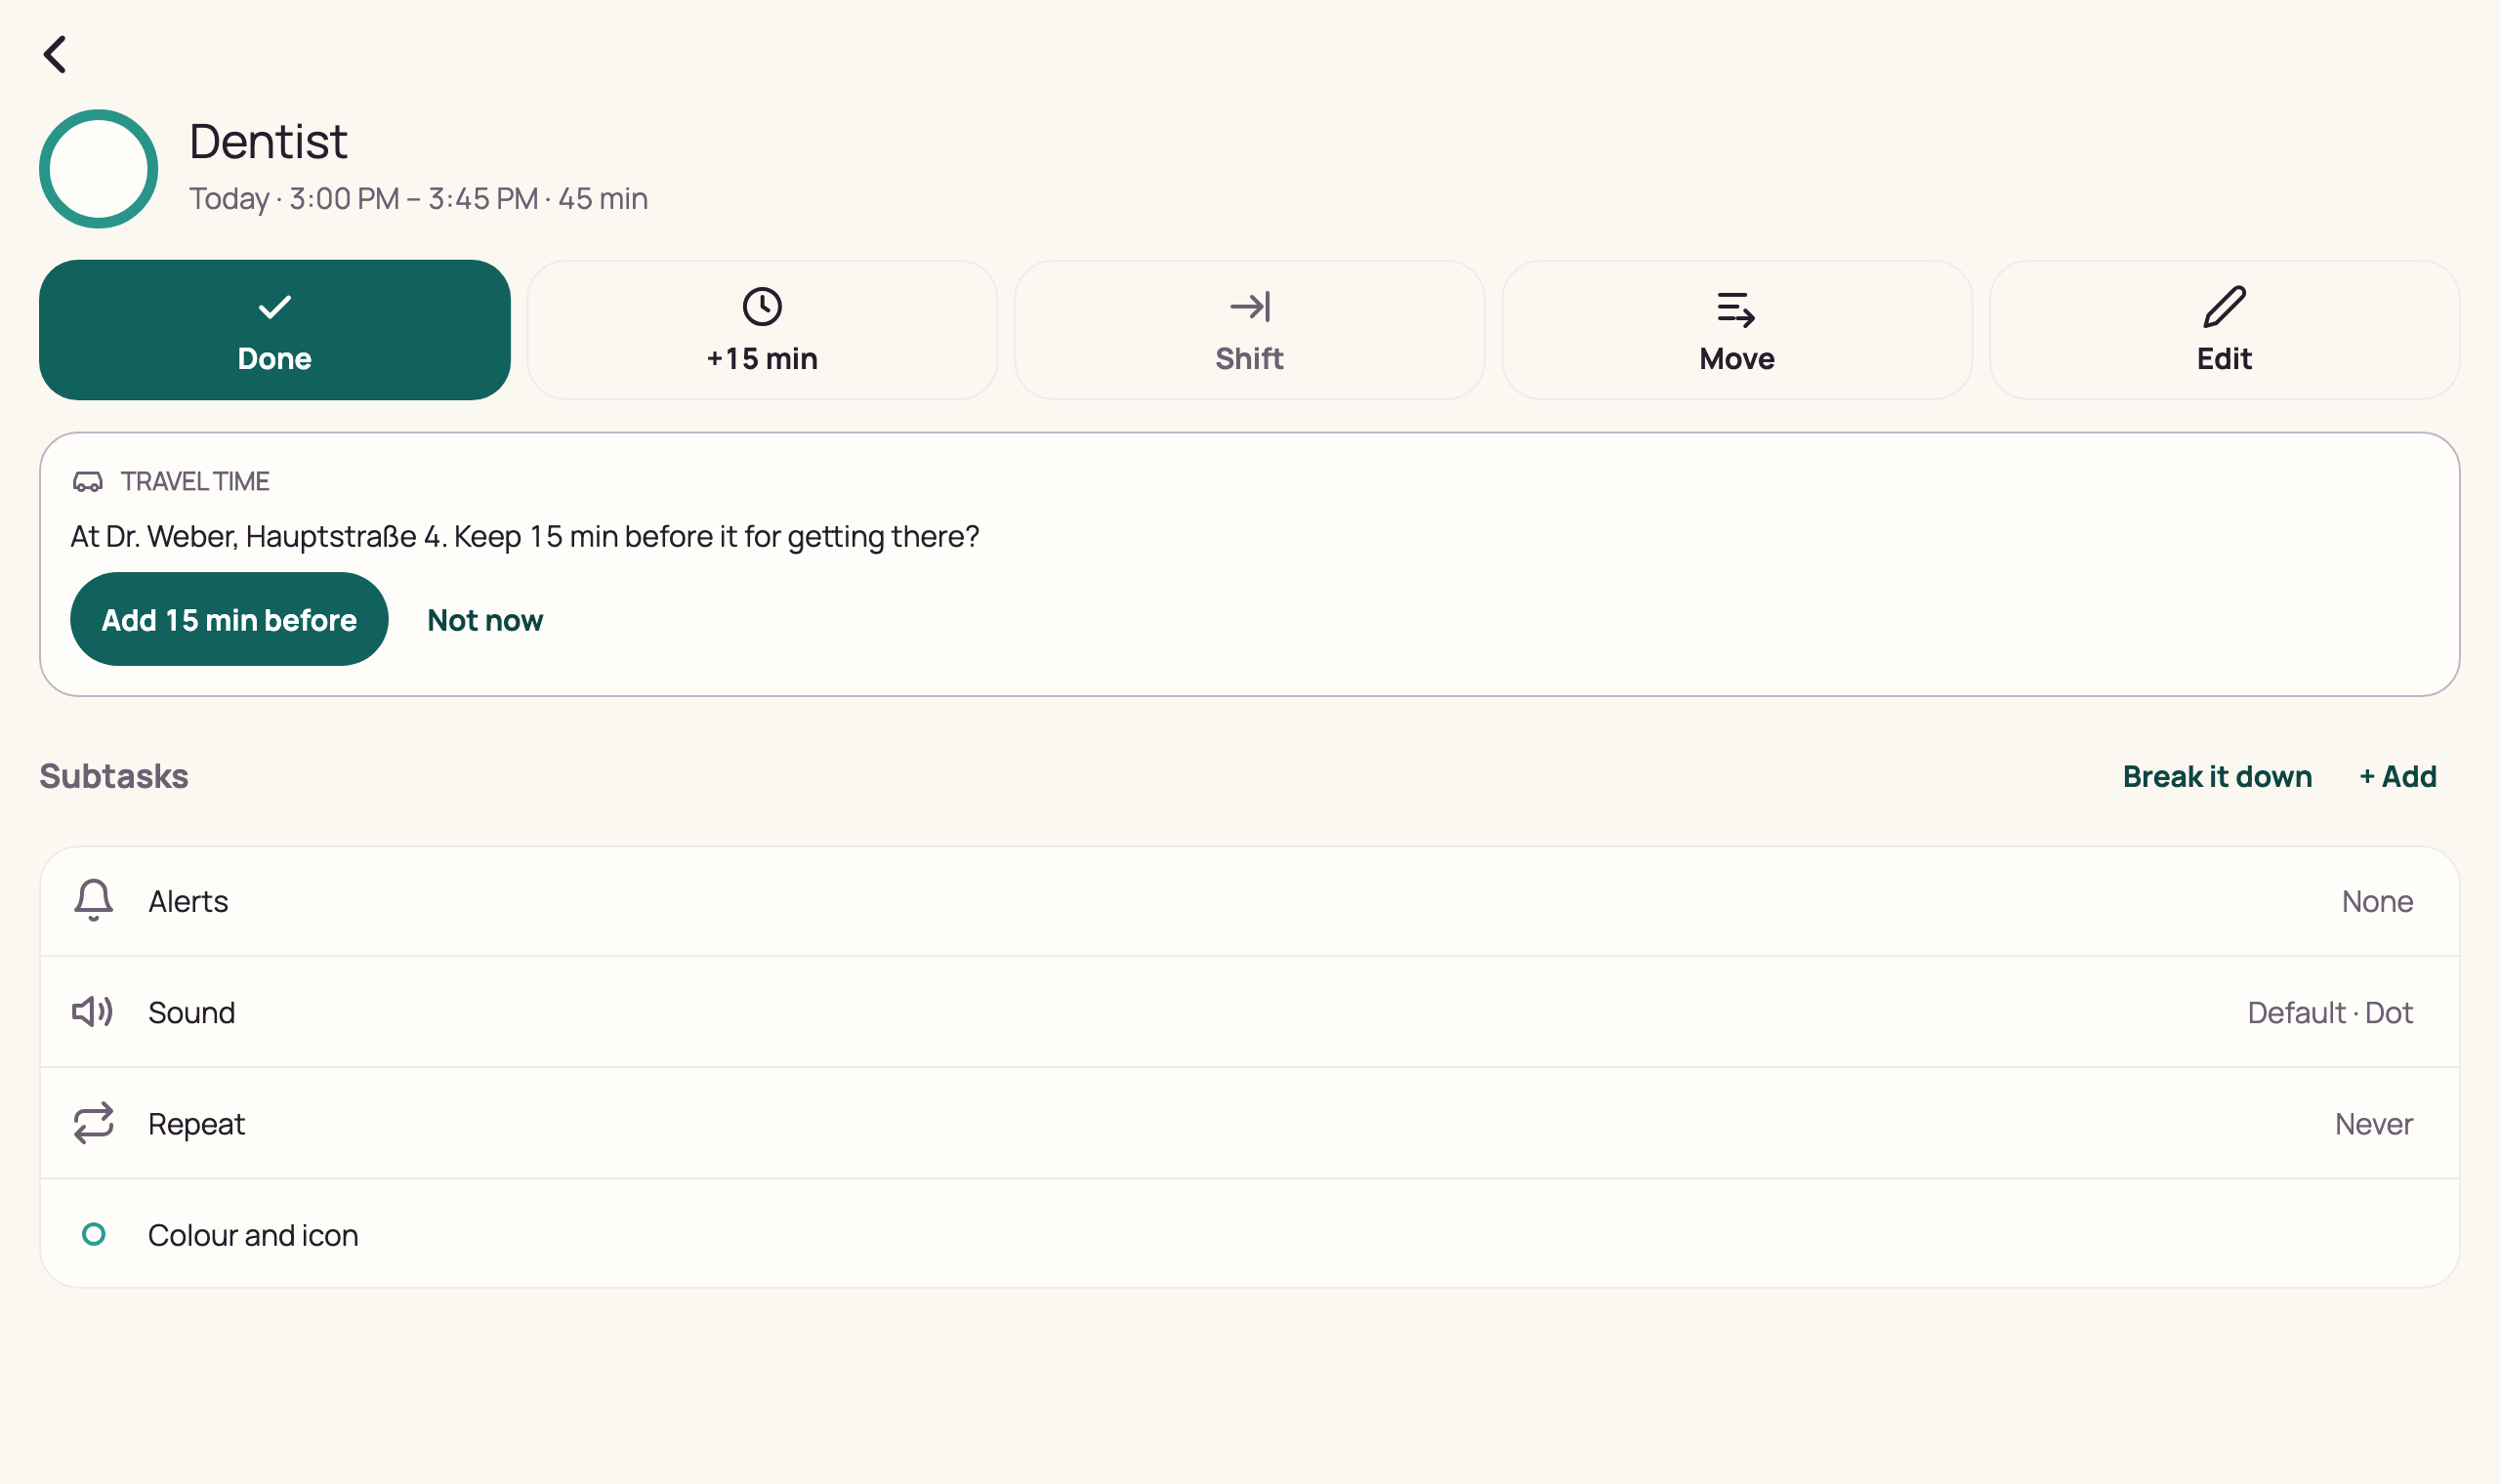 Dentist
Today · 3:00 PM – 3:45 PM · 45 min
Done
+15 min
Shift
Move
Edit
TRAVEL TIME
At Dr. Weber, Hauptstraße 4. Keep 15 min before it for getting there?
Add 15 min before
Not now
Subtasks
Break it down
+ Add
Alerts
None
Sound
Default · Dot
Repeat
Never
Colour and icon